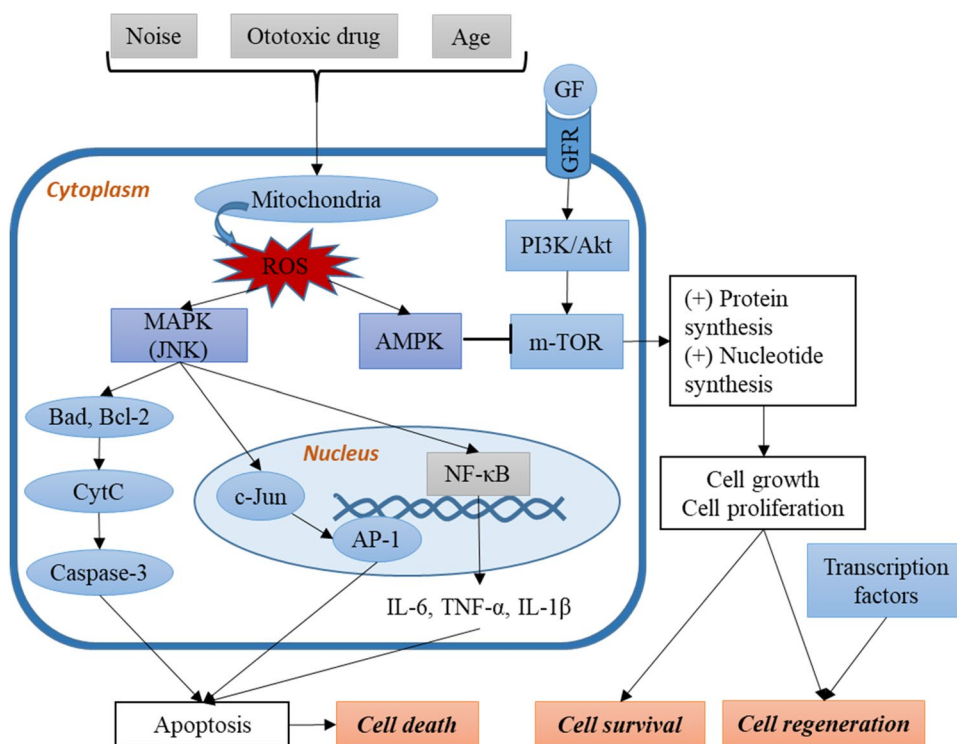 Noise
Ototoxic drug
Age
GF
GFR
Cytoplasm
Mitochondria
ROS
PI3K/Akt
MAPK
(JNK)
AMPK
m-TOR
(+) Protein
synthesis
(+) Nucleotide
synthesis
Bad, Bcl-2
Nucleus
CytC
c-Jun
NF-κB
Cell growth
Cell proliferation
AP-1
Caspase-3
Transcription
factors
IL-6, TNF-α, IL-1β
Apoptosis
Cell death
Cell survival
Cell regeneration